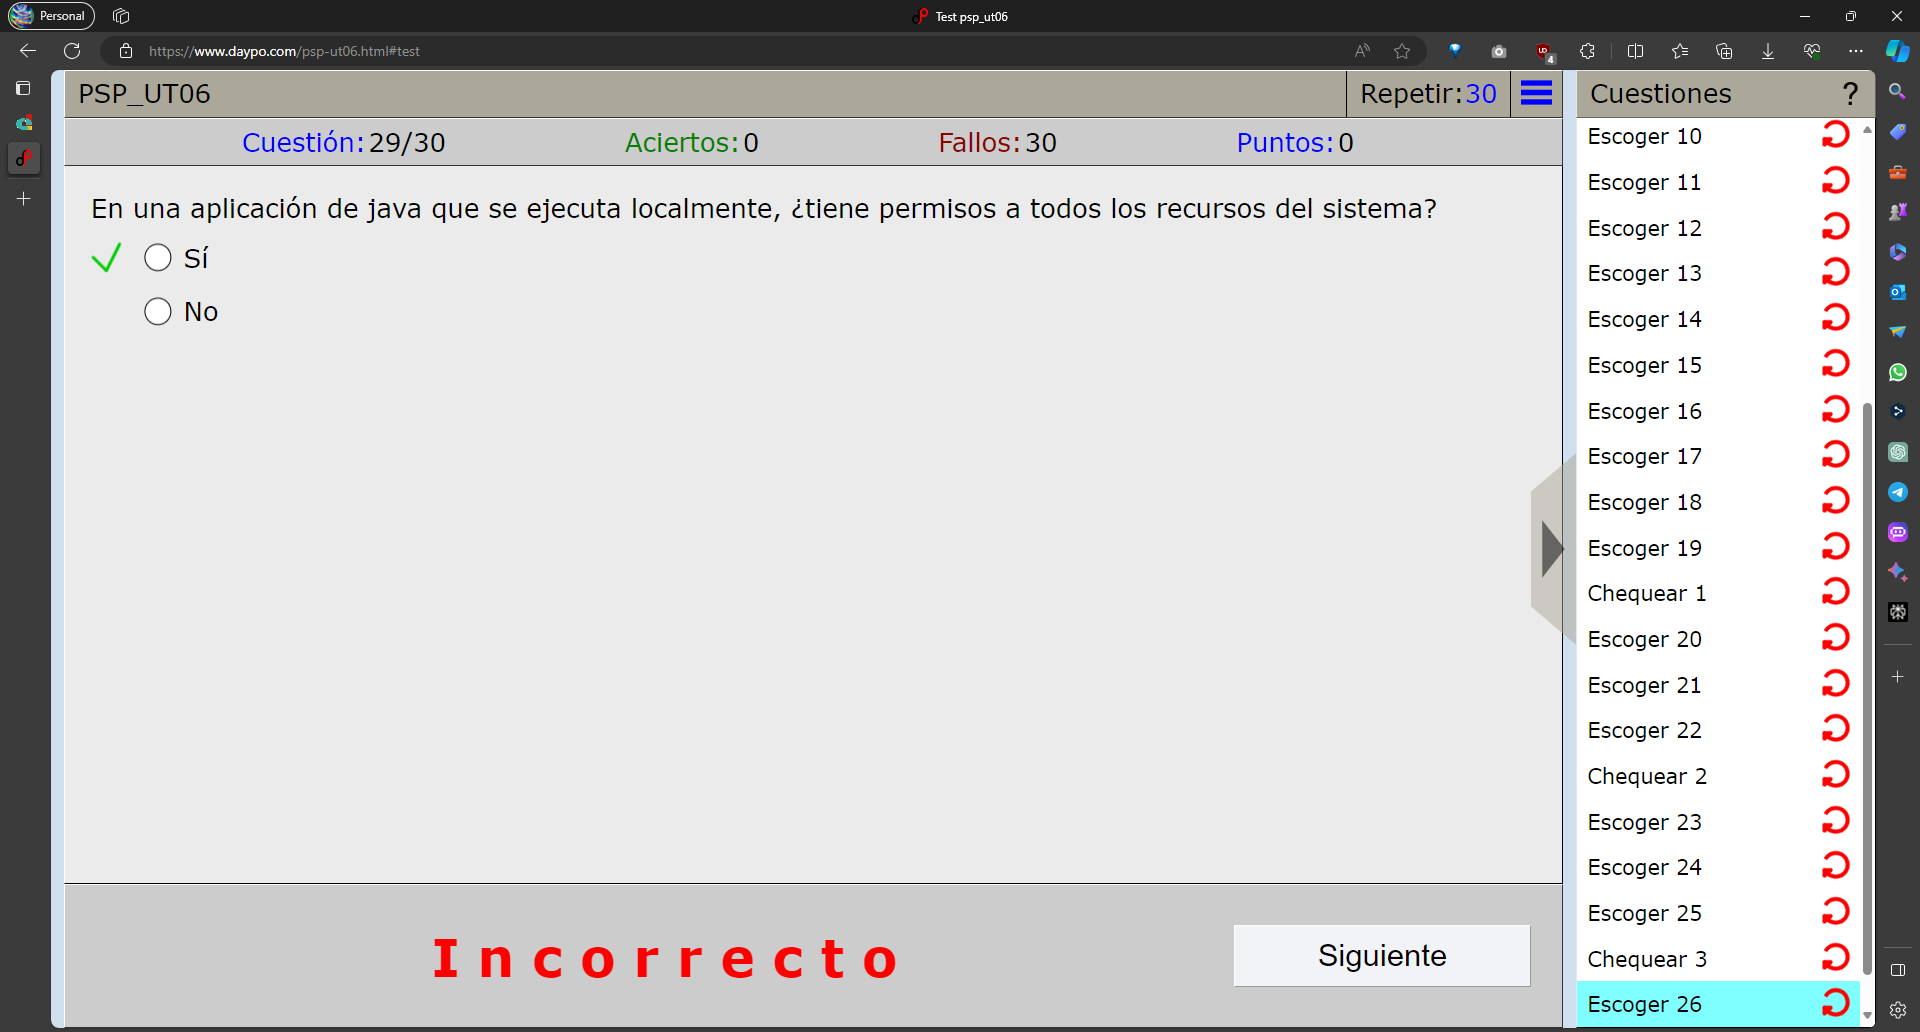 Personal
Test psp_ut06
https://www.daypo.com/psp-ut06.html#test
4
PSP_UT06
Repetir:30
Cuestión:29/30
Aciertos:0
Fallos:30
Puntos:0
En una aplicación de java que se ejecuta localmente, ¿tiene permisos a todos los recursos del sistema?
Sí
No
Incorrecto
Siguiente
Cuestiones
?
Escoger 10
Escoger 11
Escoger 12
Escoger 13
Escoger 14
Escoger 15
Escoger 16
Escoger 17
Escoger 18
Escoger 19
Chequear 1
Escoger 20
Escoger 21
Escoger 22
Chequear 2
Escoger 23
Escoger 24
Escoger 25
Chequear 3
Escoger 26